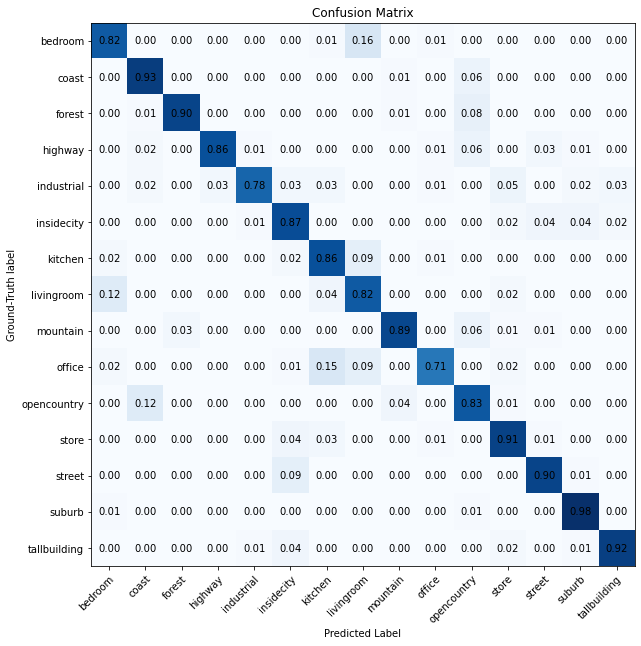 Confusion Matrix
bedroom 0.82 0.00 0.00 0.00 0.00 0.00 0.01 0.16 0.00 0.01 0.00 0.00 0.00 0.00 0.00
coast 0.00 0.93 0.00 0.00 0.00 0.00 0.00 0.00 0.01 0.00 0.06 0.00 0.00 0.00 0.00
forest 0.00 0.01 0.90 0.00 0.00 0.00 0.00 0.00 0.01 0.00 0.08 0.00 0.00 0.00 0.00
highway 0.00 0.02 0.00 0.86 0.01 0.00 0.00 0.00 0.00 0.01 0.06 0.00 0.03 0.01 0.00
industrial 0.00 0.02 0.00 0.03 0.78 0.03 0.03 0.00 0.00 0.01 0.00 0.05 0.00 0.02 0.03
insidecity 0.00 0.00 0.00 0.00 0.01 0.87 0.00 0.00 0.00 0.00 0.00 0.02 0.04 0.04 0.02
kitchen 0.02 0.00 0.00 0.00 0.00 0.02 0.86 0.09 0.00 0.01 0.00 0.00 0.00 0.00 0.00
livingroom 0.12 0.00 0.00 0.00 0.00 0.00 0.04 0.82 0.00 0.00 0.00 0.02 0.00 0.00 0.00
mountain 0.00 0.00 0.03 0.00 0.00 0.00 0.00 0.00 0.89 0.00 0.06 0.01 0.01 0.00 0.00
office 0.02 0.00 0.00 0.00 0.00 0.01 0.15 0.09 0.00 0.71 0.00 0.02 0.00 0.00 0.00
opencountry 0.00 0.12 0.00 0.00 0.00 0.00 0.00 0.00 0.04 0.00 0.83 0.01 0.00 0.00 0.00
store 0.00 0.00 0.00 0.00 0.00 0.04 0.03 0.00 0.00 0.01 0.00 0.91 0.01 0.00 0.00
street 0.00 0.00 0.00 0.00 0.00 0.09 0.00 0.00 0.00 0.00 0.00 0.00 0.90 0.01 0.00
suburb 0.01 0.00 0.00 0.00 0.00 0.00 0.00 0.00 0.00 0.00 0.01 0.00 0.00 0.98 0.00
tallbuilding 0.00 0.00 0.00 0.00 0.01 0.04 0.00 0.00 0.00 0.00 0.00 0.02 0.00 0.01 0.92
Ground-Truth label
bedroom coast forest highway industrial insidecity kitchen livingroom mountain office opencountry store street suburb tallbuilding
Predicted Label